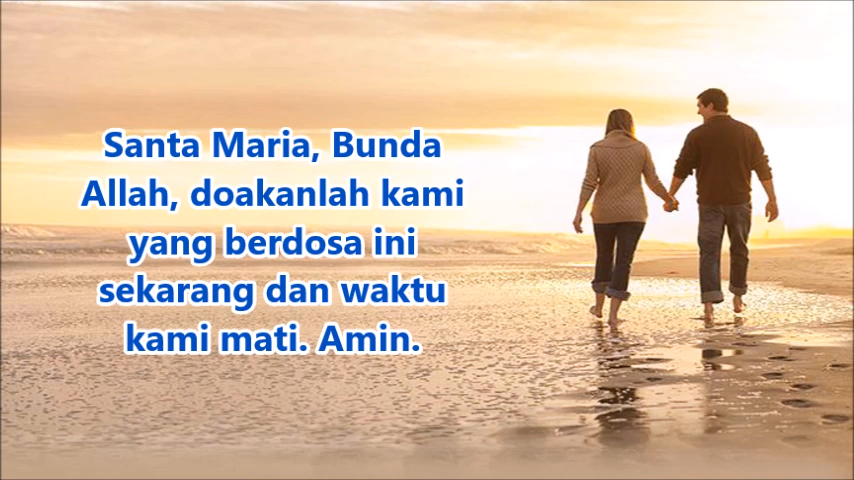 Santa Maria, Bunda
Allah, doakanlah kami
yang berdosa ini
sekarang dan waktu
kami mati. Amin.